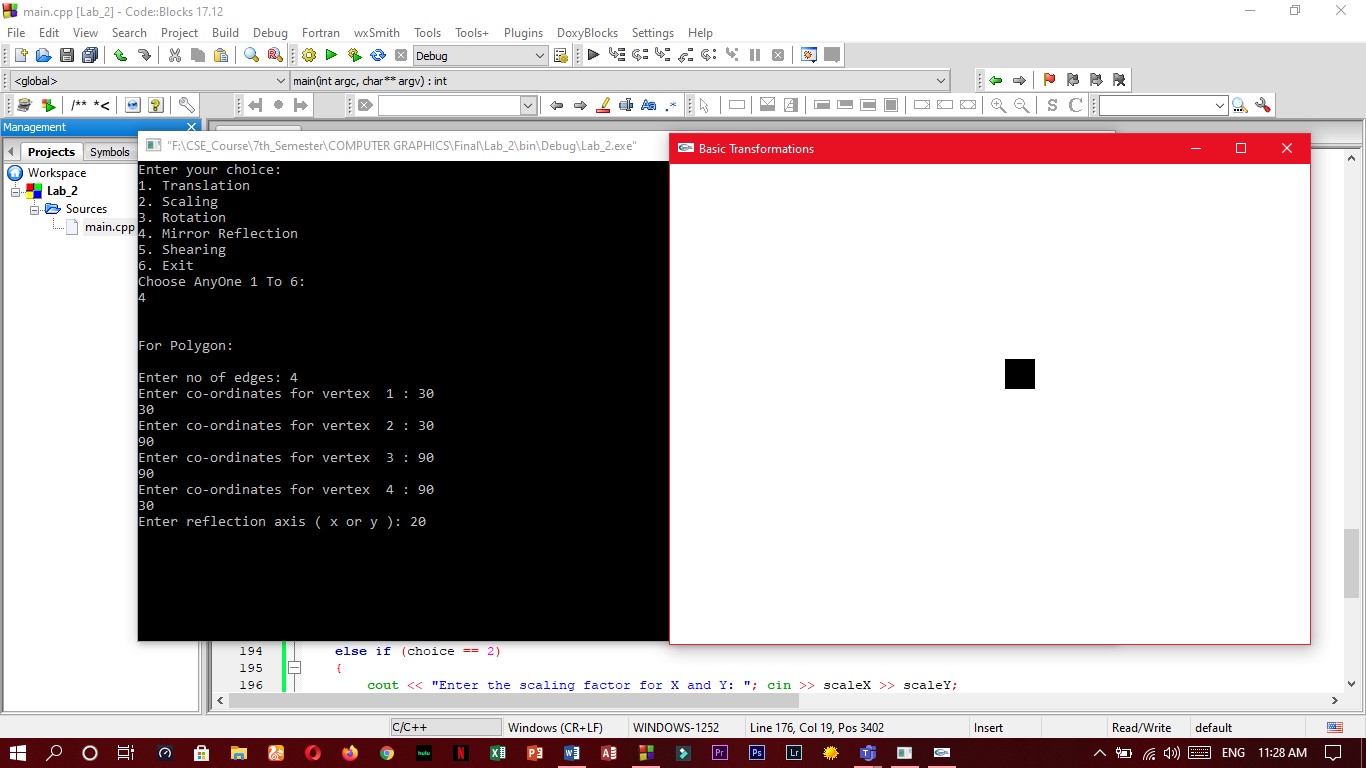 main.cpp [Lab_2] - Code::Blocks 17.12
File Edit View Search Project Build Debug Fortran wxSmith Tools Tools+ Plugins DoxyBlocks Settings Help
Debug
<global> main(int argc, char** argv) : int
/** *<
Aa .*
S C
Management
Projects Symbols
Workspace
Lab_2
Sources
main.cpp
"F:\CSE_Course\7th_Semester\COMPUTER GRAPHICS\Final\Lab_2\bin\Debug\Lab_2.exe"
Enter your choice:
1. Translation
2. Scaling
3. Rotation
4. Mirror Reflection
5. Shearing
6. Exit
Choose AnyOne 1 To 6:
4
For Polygon:
Enter no of edges: 4
Enter co-ordinates for vertex  1 : 30
30
Enter co-ordinates for vertex  2 : 30
90
Enter co-ordinates for vertex  3 : 90
90
Enter co-ordinates for vertex  4 : 90
30
Enter reflection axis ( x or y ): 20
Basic Transformations
194 else if (choice == 2)
195 {
196 cout << "Enter the scaling factor for X and Y: "; cin >> scaleX >> scaleY;
C/C++ Windows (CR+LF) WINDOWS-1252 Line 176, Col 19, Pos 3402 Insert Read/Write default
hulu N Pr Ps Lr ENG 11:28 AM